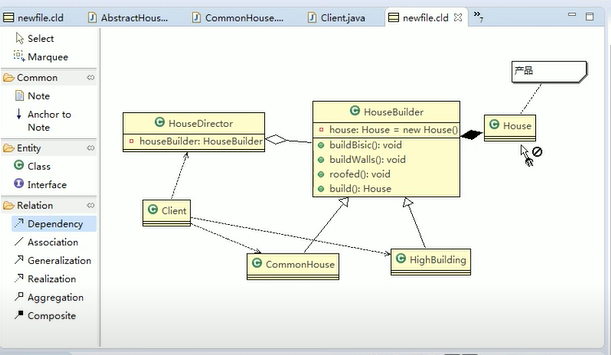 newfile.cld
AbstractHous...
CommonHouse....
Client.java
newfile.cld
»7
Select
Marquee
Common
Note
Anchor to
Note
Entity
Class
Interface
Relation
Dependency
Association
Generalization
Realization
Aggregation
Composite
产品
HouseDirector
houseBuilder: HouseBuilder
HouseBuilder
house: House = new House()
buildBisic(): void
buildWalls(): void
roofed(): void
build(): House
House
Client
CommonHouse
HighBuilding